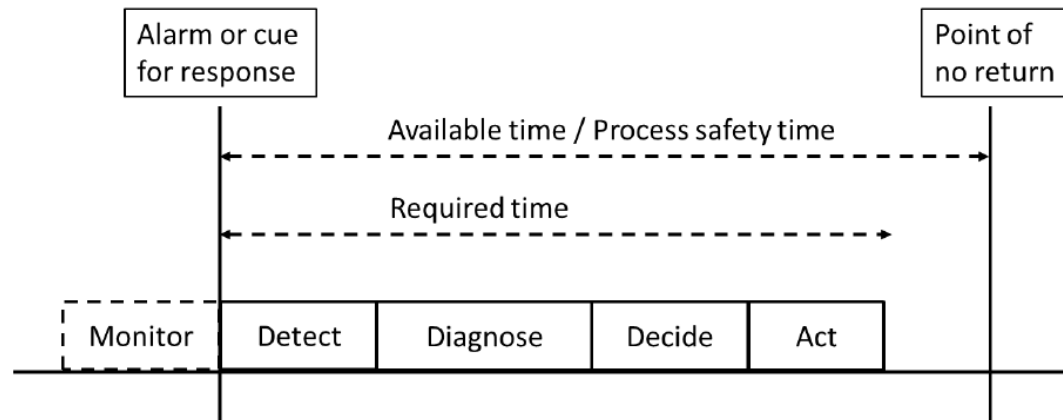 Alarm or cue
for response
Point of
no return
Available time / Process safety time
Required time
Monitor
Detect
Diagnose
Decide
Act